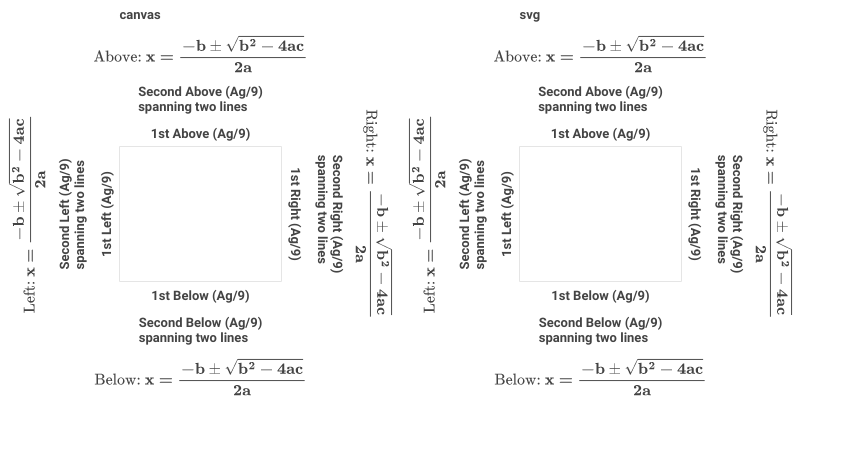 canvas
Above: x = −b ± √b² − 4ac / 2a
Second Above (Ag/9)
spanning two lines
1st Above (Ag/9)
Left: x = −b ± √b² − 4ac / 2a
Second Left (Ag/9)
spanning two lines
1st Left (Ag/9)
1st Right (Ag/9)
Second Right (Ag/9)
spanning two lines
Right: x = −b ± √b² − 4ac / 2a
1st Below (Ag/9)
Second Below (Ag/9)
spanning two lines
Below: x = −b ± √b² − 4ac / 2a
svg
Above: x = −b ± √b² − 4ac / 2a
Second Above (Ag/9)
spanning two lines
1st Above (Ag/9)
Left: x = −b ± √b² − 4ac / 2a
Second Left (Ag/9)
spanning two lines
1st Left (Ag/9)
1st Right (Ag/9)
Second Right (Ag/9)
spanning two lines
Right: x = −b ± √b² − 4ac / 2a
1st Below (Ag/9)
Second Below (Ag/9)
spanning two lines
Below: x = −b ± √b² − 4ac / 2a